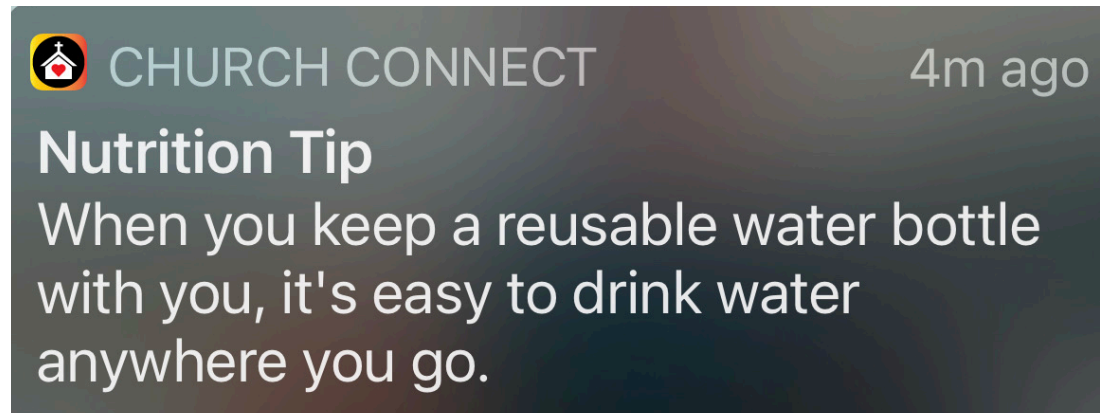 CHURCH CONNECT 4m ago
Nutrition Tip
When you keep a reusable water bottle
with you, it's easy to drink water
anywhere you go.